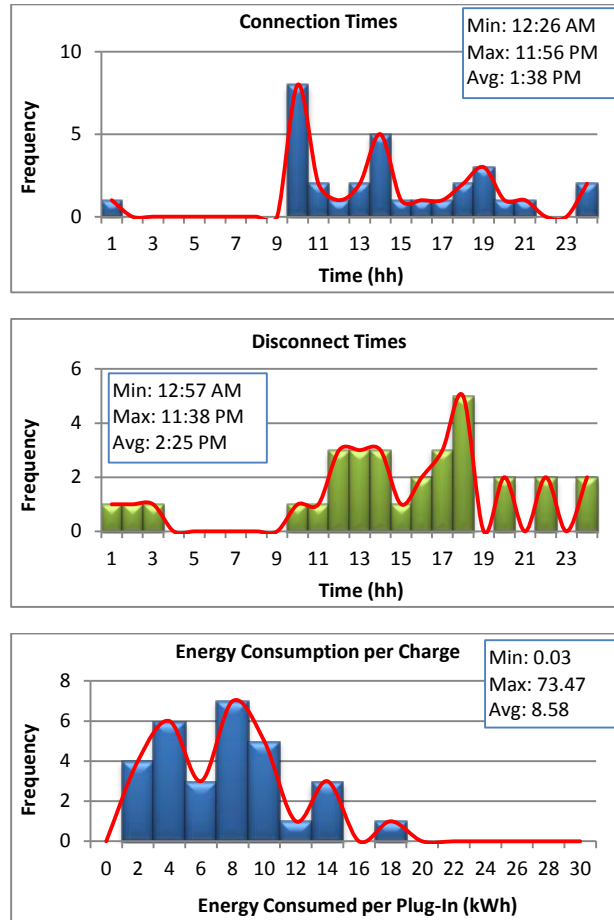 Connection Times
Min: 12:26 AM
Max: 11:56 PM
Avg: 1:38 PM
Frequency
10
5
0
1 3 5 7 9 11 13 15 17 19 21 23
Time (hh)
Disconnect Times
Min: 12:57 AM
Max: 11:38 PM
Avg: 2:25 PM
Frequency
6
4
2
0
1 3 5 7 9 11 13 15 17 19 21 23
Time (hh)
Energy Consumption per Charge
Min: 0.03
Max: 73.47
Avg: 8.58
Frequency
8
6
4
2
0
0 2 4 6 8 10 12 14 16 18 20 22 24 26 28 30
Energy Consumed per Plug-In (kWh)